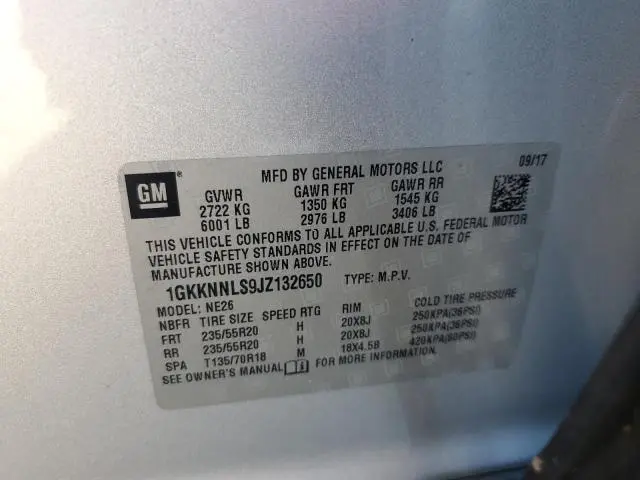 MFD BY GENERAL MOTORS LLC 09/17
GM
GVWR GAWR FRT GAWR RR
2722 KG 1350 KG 1545 KG
6001 LB 2976 LB 3406 LB
THIS VEHICLE CONFORMS TO ALL APPLICABLE U.S. FEDERAL MOTOR
VEHICLE SAFETY STANDARDS IN EFFECT ON THE DATE OF
MANUFACTURE SHOWN ABOVE.
1GKKNNLS9JZ132650 TYPE: M.P.V.
MODEL: NE26
NBFR TIRE SIZE SPEED RTG RIM COLD TIRE PRESSURE
FRT 235/55R20 H 20X8J 250KPA(36PSI)
RR 235/55R20 H 20X8J 250KPA(36PSI)
SPA T135/70R18 M 18X4.5B 420KPA(60PSI)
SEE OWNER'S MANUAL FOR MORE INFORMATION.